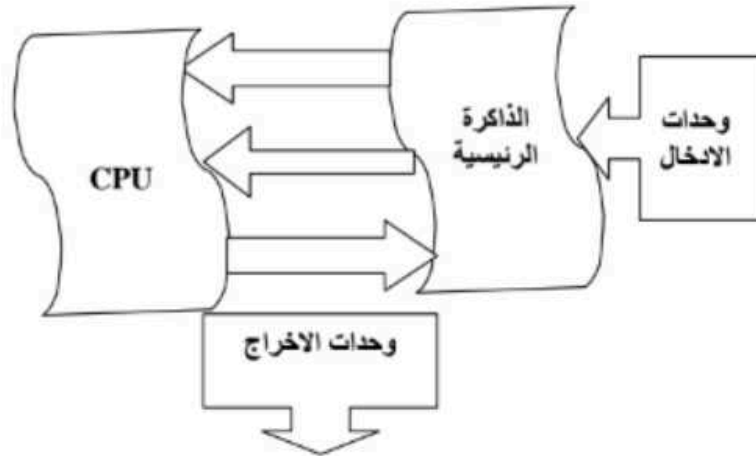 وحدات
الادخال
الذاكرة
الرئيسية
CPU
وحدات الاخراج